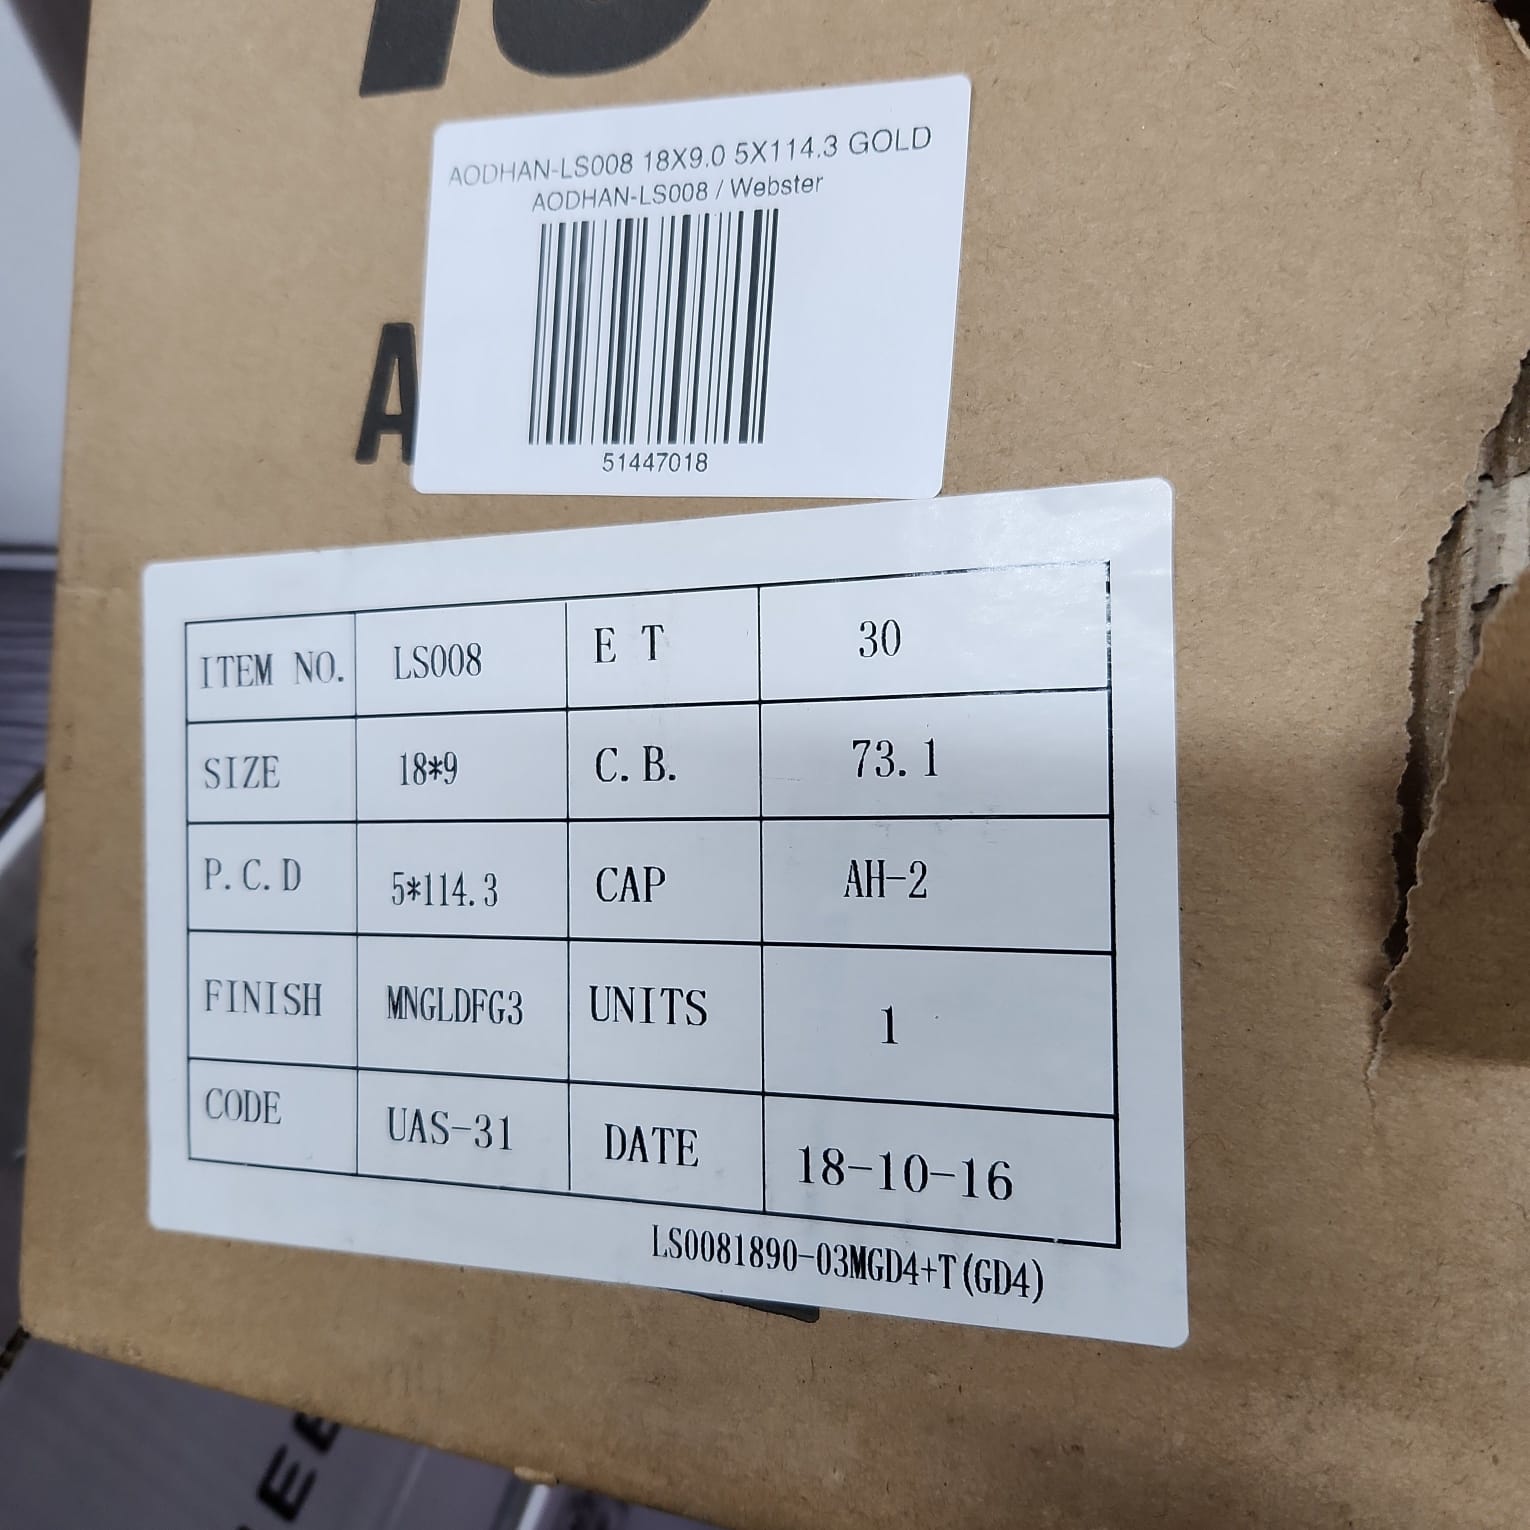 AODHAN-LS008 18X9.0 5X114.3 GOLD
AODHAN-LS008 / Webster
51447018
A
ITEM NO. LS008 E T 30
SIZE 18*9 C.B. 73.1
P.C.D 5*114.3 CAP AH-2
FINISH MNGLDFG3 UNITS 1
CODE UAS-31 DATE 18-10-16
LS0081890-03MGD4+T(GD4)